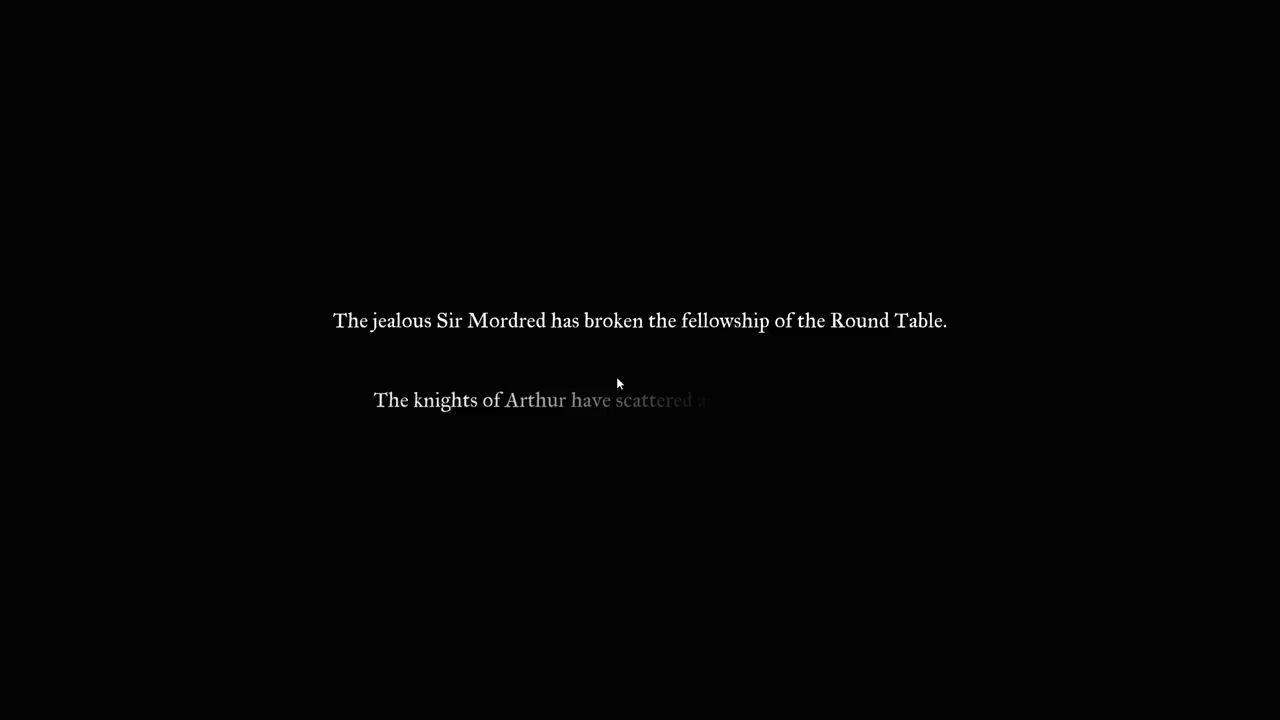 The jealous Sir Mordred has broken the fellowship of the Round Table.
The knights of Arthur have scattered